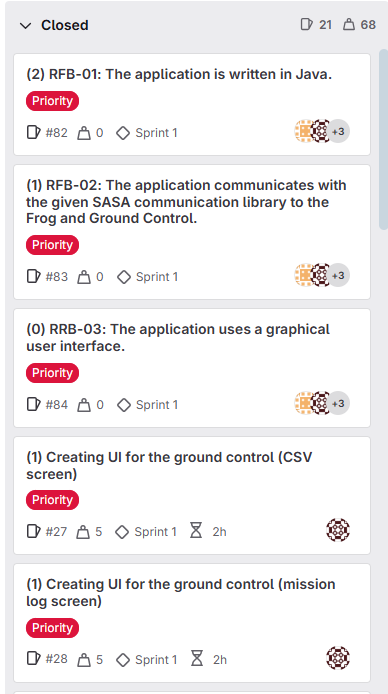 Closed 21 68
(2) RFB-01: The application is written in Java.
Priority
#82 0 Sprint 1 +3
(1) RFB-02: The application communicates with
the given SASA communication library to the
Frog and Ground Control.
Priority
#83 0 Sprint 1 +3
(0) RRB-03: The application uses a graphical
user interface.
Priority
#84 0 Sprint 1 +3
(1) Creating UI for the ground control (CSV
screen)
Priority
#27 5 Sprint 1 2h
(1) Creating UI for the ground control (mission
log screen)
Priority
#28 5 Sprint 1 2h